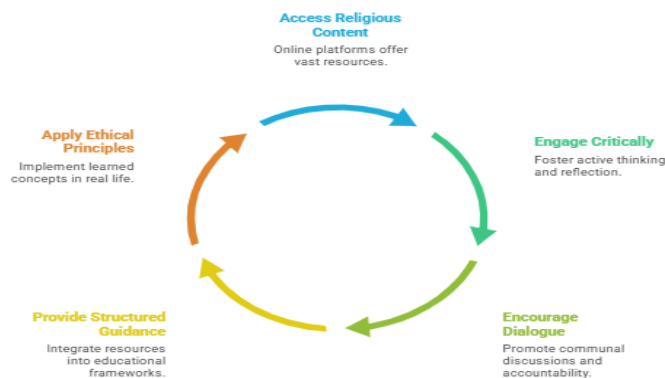 Access Religious
Content
Online platforms offer
vast resources.
Engage Critically
Foster active thinking
and reflection.
Encourage
Dialogue
Promote communal
discussions and
accountability.
Provide Structured
Guidance
Integrate resources
into educational
frameworks.
Apply Ethical
Principles
Implement learned
concepts in real life.